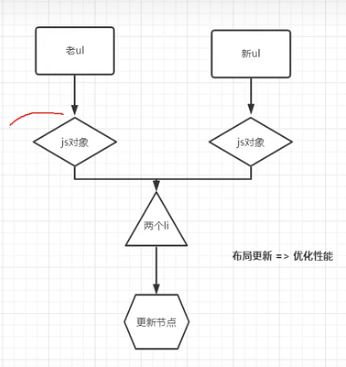 老ul
新ul
js对象
js对象
两个li
布局更新 => 优化性能
更新节点